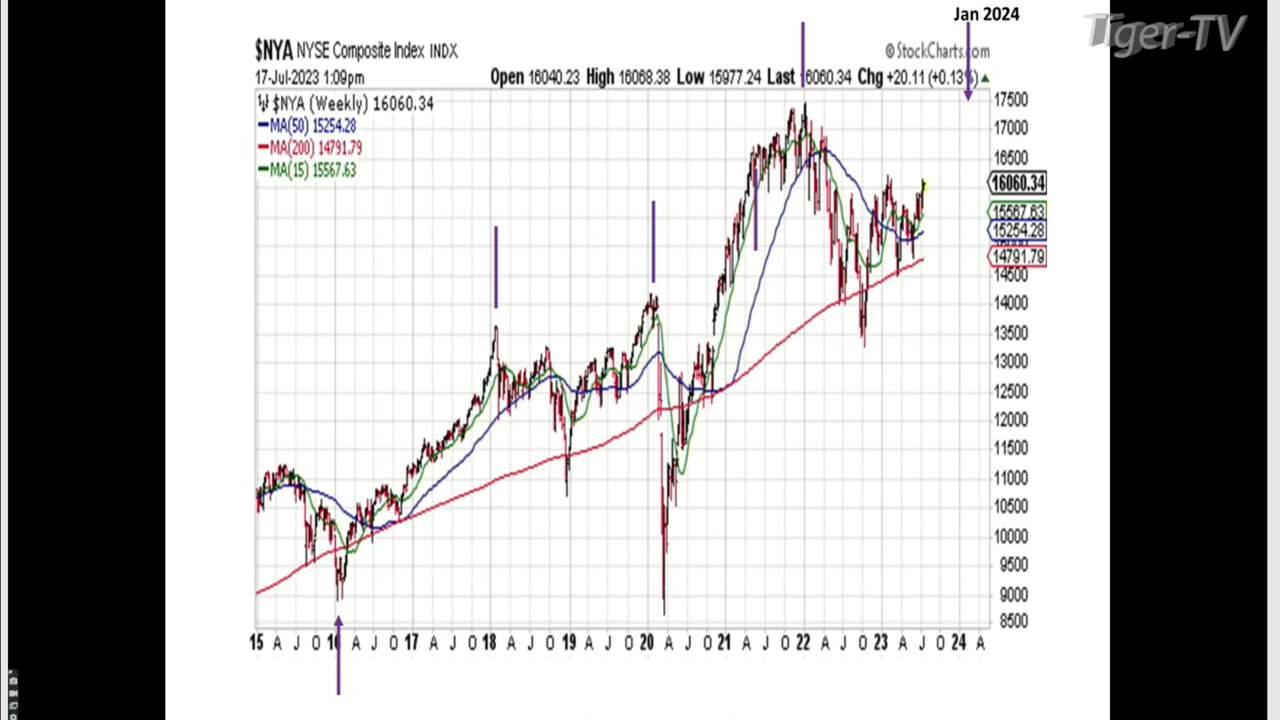 Jan 2024
Tiger-TV
$NYA NYSE Composite Index INDX
©StockCharts.com
17-Jul-2023 1:09pm
Open 16040.23 High 16068.38 Low 15977.24 Last 16060.34 Chg +20.11 (+0.13%)
$NYA (Weekly) 16060.34
MA(50) 15254.28
MA(200) 14791.79
MA(15) 15567.63
17500
17000
16500
16060.34
15567.63
15254.28
14791.79
14500
14000
13500
13000
12500
12000
11500
11000
10500
10000
9500
9000
8500
15 A J O 16 A J O 17 A J O 18 A J O 19 A J O 20 A J O 21 A J O 22 A J O 23 A J O 24 A